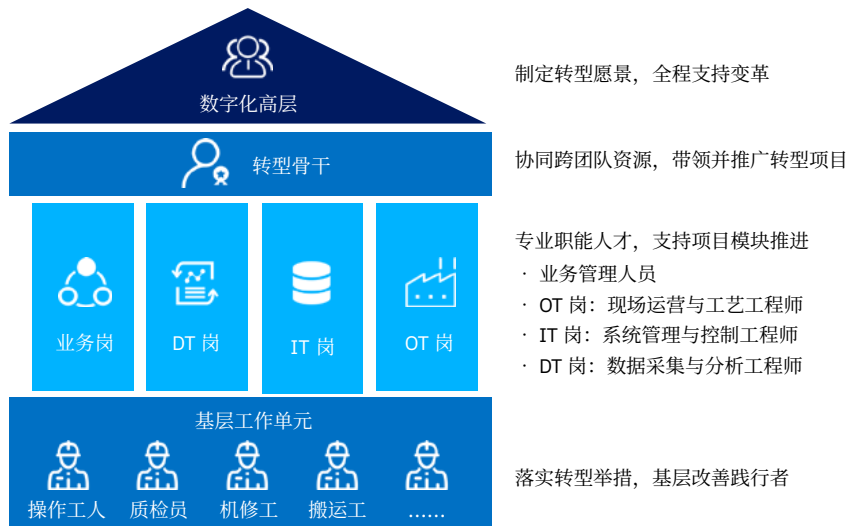 数字化高层
制定转型愿景，全程支持变革
转型骨干
协同跨团队资源，带领并推广转型项目
业务岗
DT 岗
IT 岗
OT 岗
专业职能人才，支持项目模块推进
· 业务管理人员
· OT 岗：现场运营与工艺工程师
· IT 岗：系统管理与控制工程师
· DT 岗：数据采集与分析工程师
基层工作单元
操作工人
质检员
机修工
搬运工
……
落实转型举措，基层改善践行者